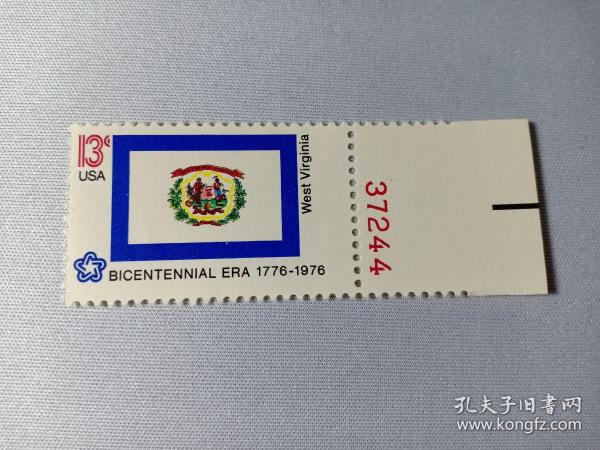 13¢
USA
West Virginia
BICENTENNIAL ERA 1776-1976
37244
孔夫子旧书网
www.kongfz.com